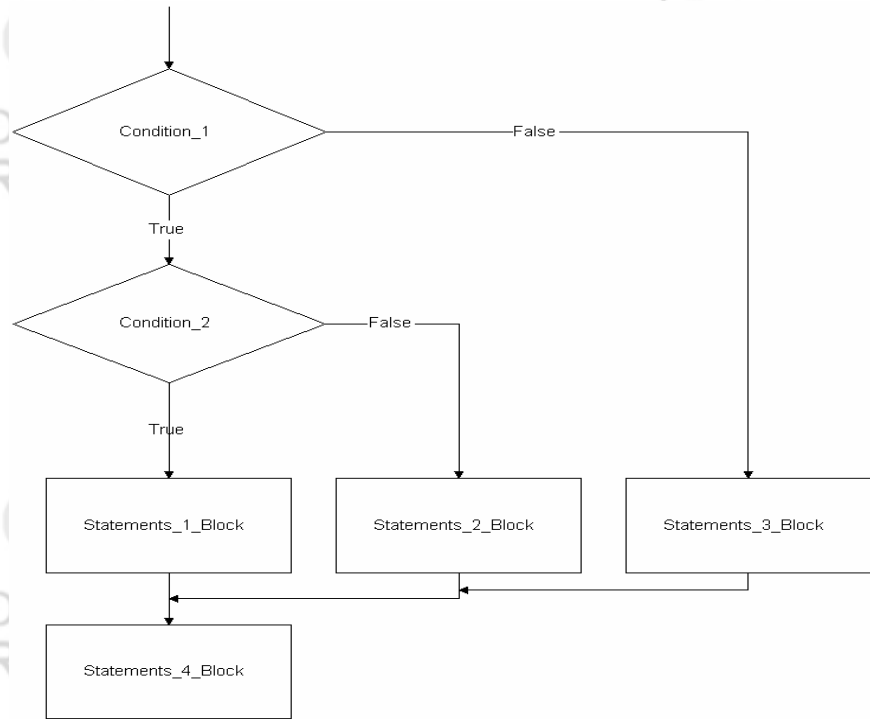 Condition_1
False
True
Condition_2
False
True
Statements_1_Block
Statements_2_Block
Statements_3_Block
Statements_4_Block